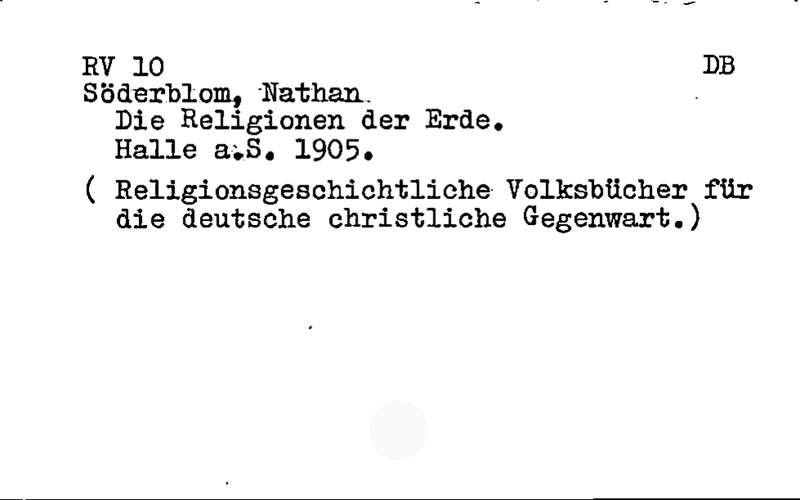 RV 10 DB
Söderblom, Nathan.
Die Religionen der Erde.
Halle a.S. 1905.
( Religionsgeschichtliche Volksbücher für
die deutsche christliche Gegenwart.)